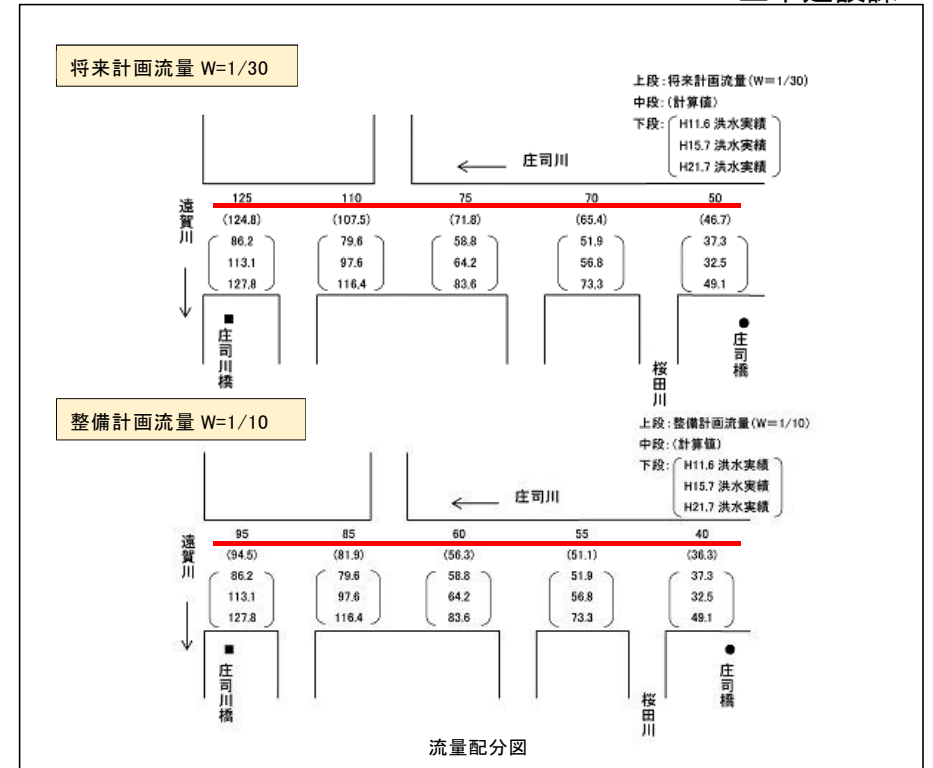 将来計画流量 W=1/30
上段:将来計画流量(W=1/30)
中段:(計算値)
下段: H11.6 洪水実績
H15.7 洪水実績
H21.7 洪水実績
庄司川
遠賀川
125 110 75 70 50
(124.8) (107.5) (71.8) (65.4) (46.7)
86.2 79.6 58.8 51.9 37.3
113.1 97.6 64.2 56.8 32.5
127.8 116.4 83.6 73.3 49.1
■ 庄司川橋
桜田川
● 庄司橋
整備計画流量 W=1/10
上段:整備計画流量(W=1/10)
中段:(計算値)
下段: H11.6 洪水実績
H15.7 洪水実績
H21.7 洪水実績
庄司川
遠賀川
95 85 60 55 40
(94.5) (81.9) (56.3) (51.1) (36.3)
86.2 79.6 58.8 51.9 37.3
113.1 97.6 64.2 56.8 32.5
127.8 116.4 83.6 73.3 49.1
■ 庄司川橋
桜田川
● 庄司橋
流量配分図